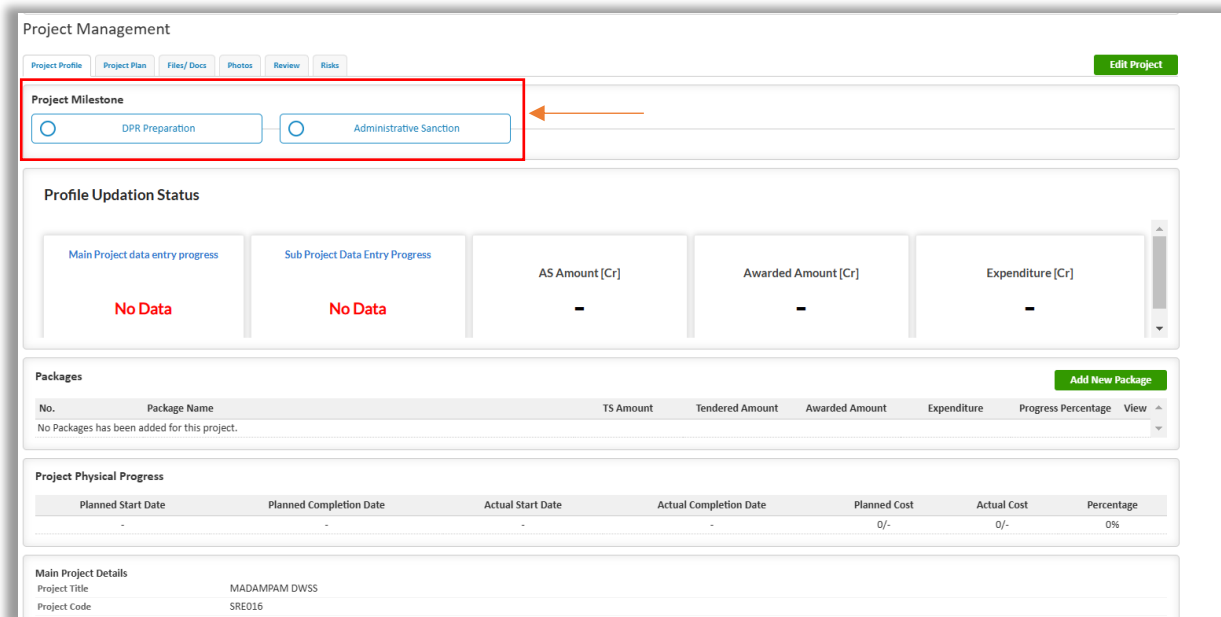 Project Management
Project Profile Project Plan Files/ Docs Photos Review Risks Edit Project
Project Milestone
DPR Preparation Administrative Sanction
Profile Updation Status
Main Project data entry progress Sub Project Data Entry Progress
AS Amount [Cr] Awarded Amount [Cr] Expenditure [Cr]
No Data No Data - - -
Packages Add New Package
No. Package Name TS Amount Tendered Amount Awarded Amount Expenditure Progress Percentage View
No Packages has been added for this project.
Project Physical Progress
Planned Start Date Planned Completion Date Actual Start Date Actual Completion Date Planned Cost Actual Cost Percentage
- - - - 0/- 0/- 0%
Main Project Details
Project Title MADAMPAM DWSS
Project Code SRE016